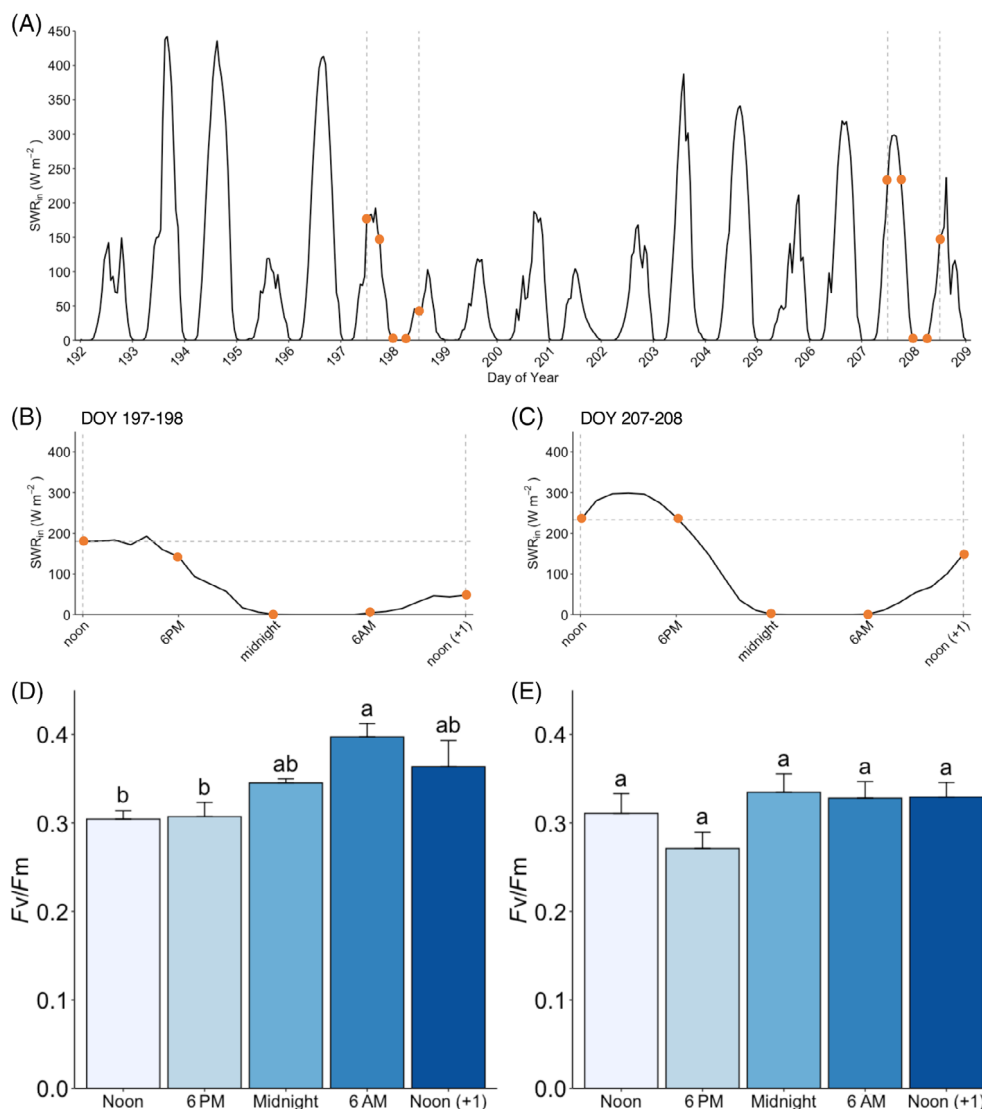 (A)
450
400
350
300
250
200
150
100
50
0
SWRin (W m⁻²)
192 193 194 195 196 197 198 199 200 201 202 203 204 205 206 207 208 209
Day of Year
(B) DOY 197-198
400
300
200
100
0
SWRin (W m⁻²)
noon 6PM midnight 6AM noon (+1)
(C) DOY 207-208
400
300
200
100
0
SWRin (W m⁻²)
noon 6PM midnight 6AM noon (+1)
(D)
0.4
0.3
0.2
0.1
0.0
Fv/Fm
b b ab a ab
Noon 6 PM Midnight 6 AM Noon (+1)
(E)
0.4
0.3
0.2
0.1
0.0
Fv/Fm
a a a a a
Noon 6 PM Midnight 6 AM Noon (+1)